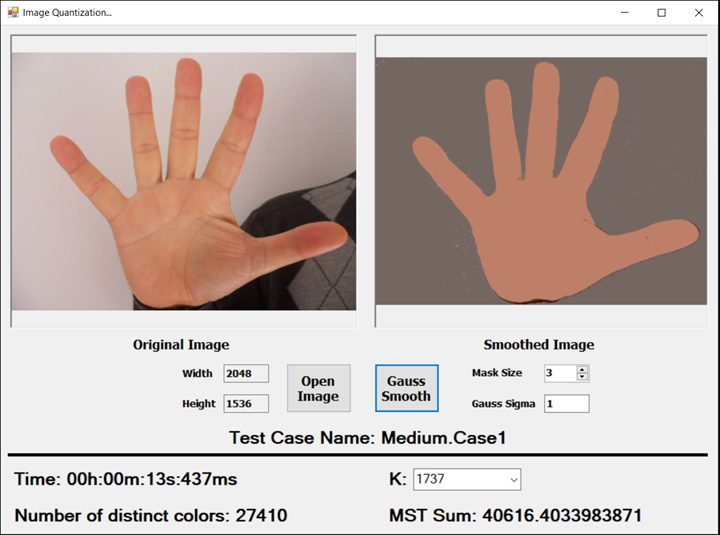 Image Quantization...
Original Image
Smoothed Image
Width 2048
Height 1536
Open
Image
Gauss
Smooth
Mask Size 3
Gauss Sigma 1
Test Case Name: Medium.Case1
Time: 00h:00m:13s:437ms
K: 1737
Number of distinct colors: 27410
MST Sum: 40616.4033983871